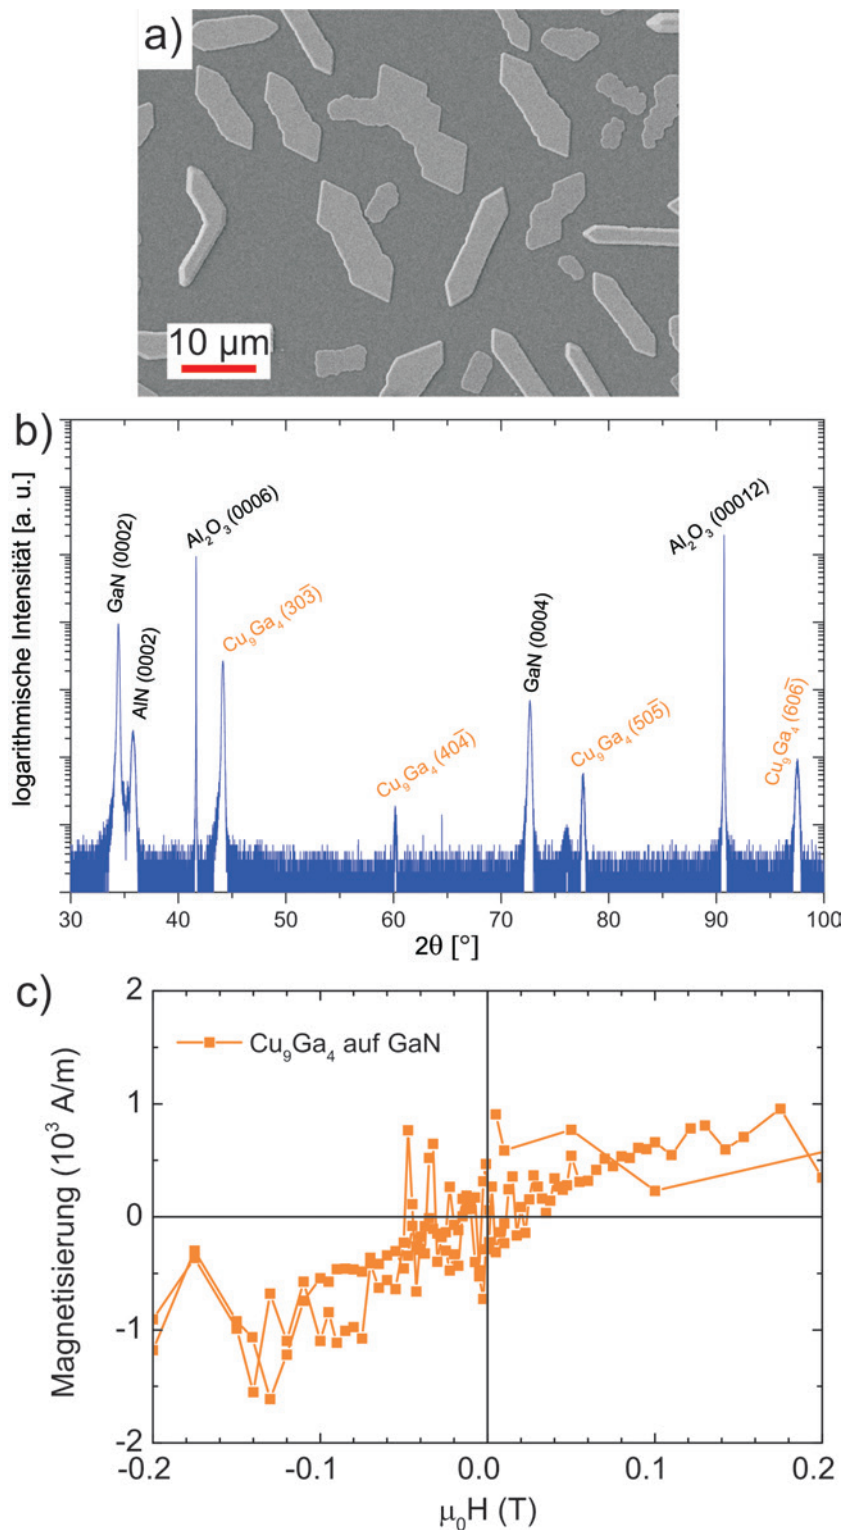 a)
10 µm
b)
logarithmische Intensität [a. u.]
GaN (0002)
AlN (0002)
Al₂O₃(0006)
Cu₉Ga₄(303̅)
Cu₉Ga₄(404̅)
GaN (0004)
Cu₉Ga₄(505̅)
Al₂O₃(00012)
Cu₉Ga₄(606̅)
30 40 50 60 70 80 90 100
2θ [°]
c)
Magnetisierung (10³ A/m)
2
1
0
-1
-2
Cu₉Ga₄ auf GaN
-0.2 -0.1 0.0 0.1 0.2
µ₀H (T)